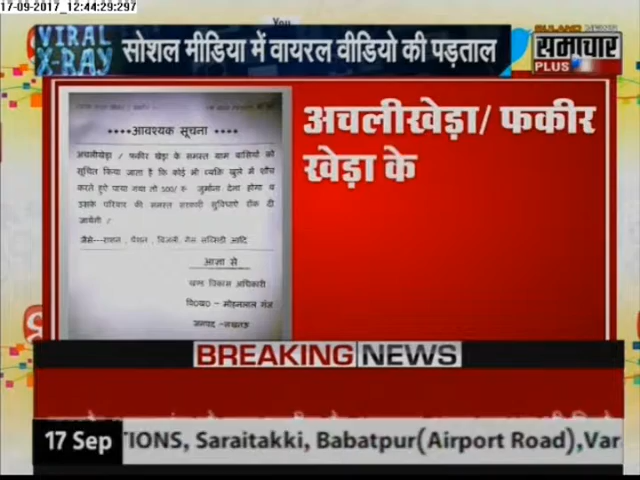 17-09-2017_12:44:29:297
You
VIRAL
X-RAY
सोशल मीडिया में वायरल वीडियो की पड़ताल
समाचार
PLUS
****आवश्यक सूचना ****
अचलीखेड़ा / फकीर खेड़ा के समस्त ग्राम वासियों को
सूचित किया जाता है कि कोई भी व्यक्ति खुले में शौच
करते हुऐ पाया गया तो 500/ रु जुर्माना देना होगा व
उसके परिवार की समस्त सरकारी सुविधाऐ रोक दी
जायेगी /
जैसे---राशन , पेंशन , बिजली, गैस सब्सिडी आदि
आज्ञा से
खण्ड विकास अधिकारी
वि0ख0 - मोहनलाल गंज
जनपद -लखनऊ
अचलीखेड़ा/ फकीर
खेड़ा के
BREAKING NEWS
17 Sep
TIONS, Saraitakki, Babatpur(Airport Road),Var